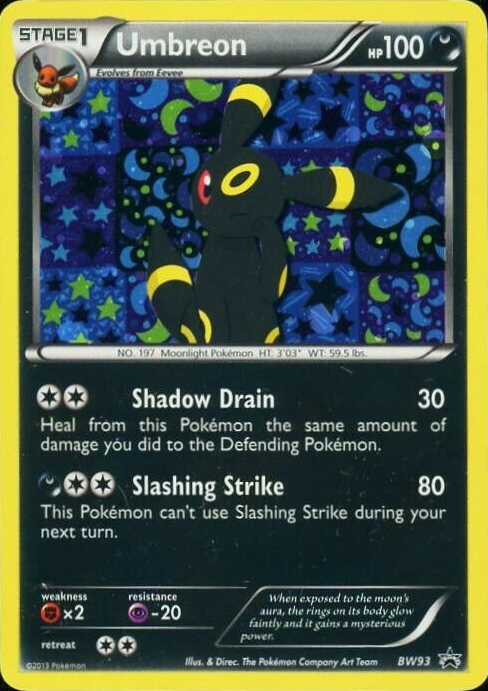 STAGE1
Umbreon
HP100
Evolves from Eevee
NO. 197 Moonlight Pokémon HT: 3'03" WT: 59.5 lbs.
Shadow Drain 30
Heal from this Pokémon the same amount of
damage you did to the Defending Pokémon.
Slashing Strike 80
This Pokémon can't use Slashing Strike during your
next turn.
weakness
×2
resistance
-20
retreat
When exposed to the moon's
aura, the rings on its body glow
faintly and it gains a mysterious
power.
©2013 Pokémon
Illus. & Direc. The Pokémon Company Art Team
BW93